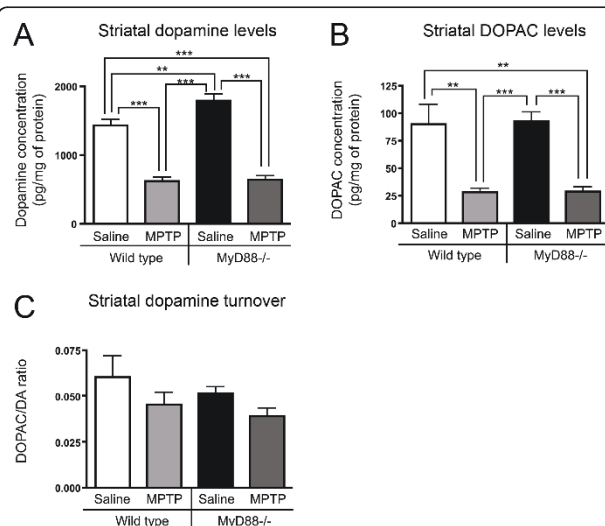 A
Striatal dopamine levels
Dopamine concentration
(pg/mg of protein)
2000
1000
0
***
**
***
***
***
Saline MPTP Saline MPTP
Wild type MyD88-/-
B
Striatal DOPAC levels
DOPAC concentration
(pg/mg of protein)
125
100
75
50
25
0
**
**
***
***
Saline MPTP Saline MPTP
Wild type MyD88-/-
C
Striatal dopamine turnover
DOPAC/DA ratio
0.075
0.050
0.025
0.000
Saline MPTP Saline MPTP
Wild type MyD88-/-